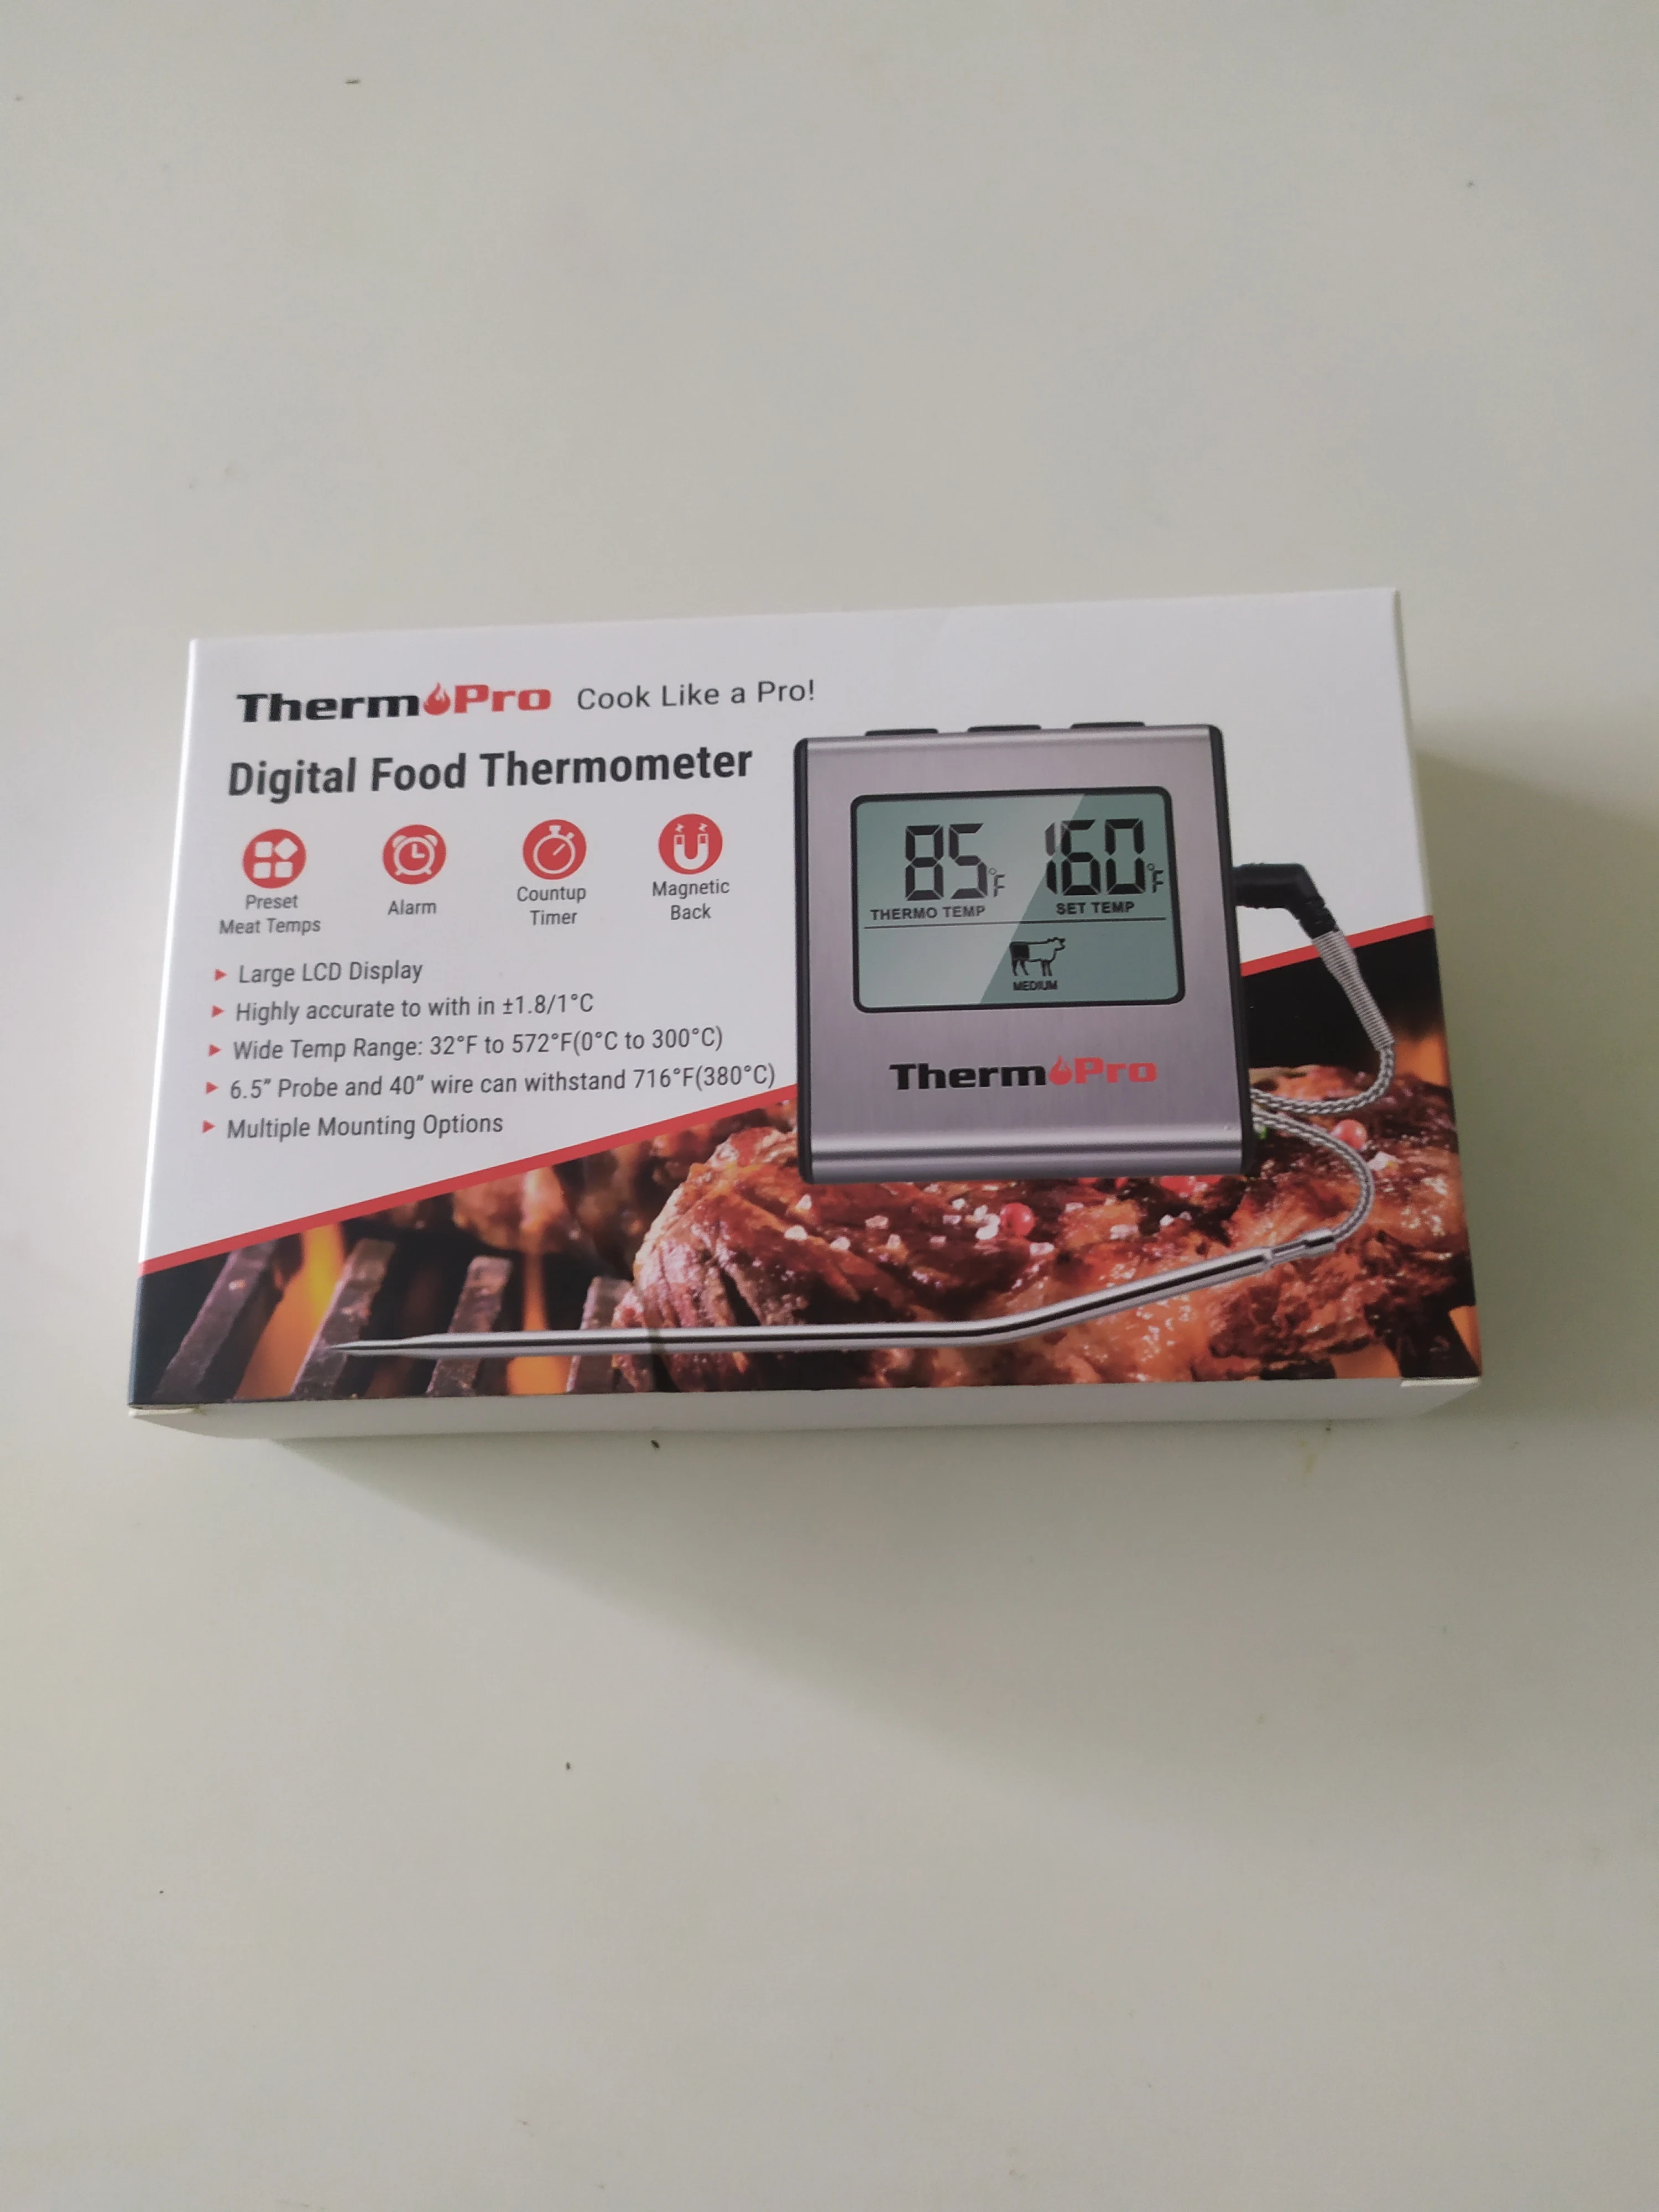 ThermoPro Cook Like a Pro!
Digital Food Thermometer
Preset
Meat Temps
Alarm
Countup
Timer
Magnetic
Back
Large LCD Display
Highly accurate to with in ±1.8/1°C
Wide Temp Range: 32°F to 572°F(0°C to 300°C)
6.5” Probe and 40” wire can withstand 716°F(380°C)
Multiple Mounting Options
85°F 160°F
THERMO TEMP SET TEMP
MEDIUM
ThermoPro